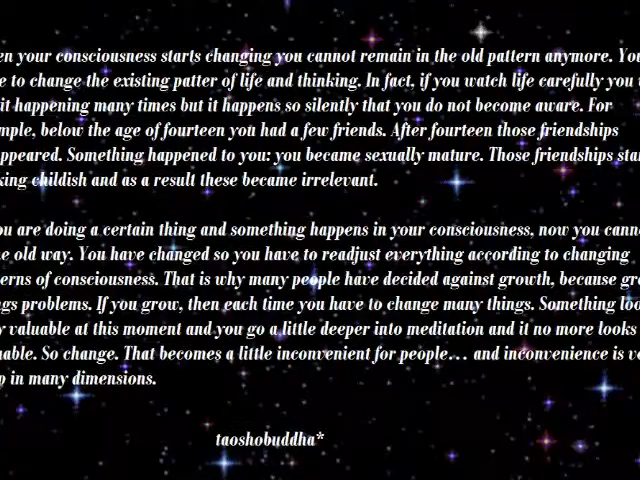 en your consciousness starts changing you cannot remain in the old pattern anymore. You
e to change the existing patter of life and thinking. In fact, if you watch life carefully you
it happening many times but it happens so silently that you do not become aware. For
mple, below the age of fourteen you had a few friends. After fourteen those friendships
appeared. Something happened to you: you became sexually mature. Those friendships star
king childish and as a result these became irrelevant.
ou are doing a certain thing and something happens in your consciousness, now you canno
e old way. You have changed so you have to readjust everything according to changing
erns of consciousness. That is why many people have decided against growth, because gro
ngs problems. If you grow, then each time you have to change many things. Something loo
y valuable at this moment and you go a little deeper into meditation and it no more looks
uable. So change. That becomes a little inconvenient for people… and inconvenience is ve
p in many dimensions.
taoshobuddha*